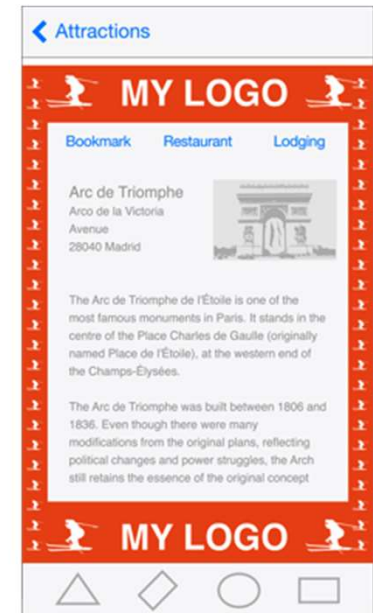 Attractions
MY LOGO
Bookmark Restaurant Lodging
Arc de Triomphe
Arco de la Victoria
Avenue
28040 Madrid
The Arc de Triomphe de l'Étoile is one of the
most famous monuments in Paris. It stands in the
centre of the Place Charles de Gaulle (originally
named Place de l'Étoile), at the western end of
the Champs-Élysées.
The Arc de Triomphe was built between 1806 and
1836. Even though there were many
modifications from the original plans, reflecting
political changes and power struggles, the Arch
still retains the essence of the original concept
MY LOGO